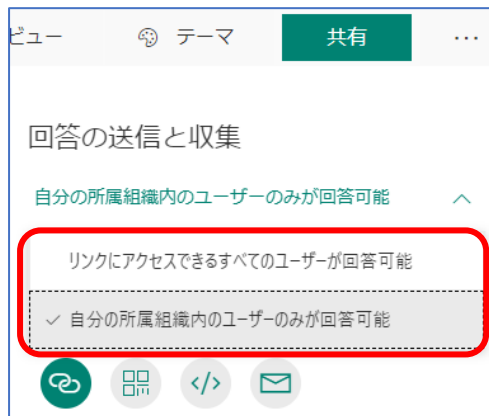 ビュー テーマ 共有 ...
回答の送信と収集
自分の所属組織内のユーザーのみが回答可能
リンクにアクセスできるすべてのユーザーが回答可能
自分の所属組織内のユーザーのみが回答可能
</>